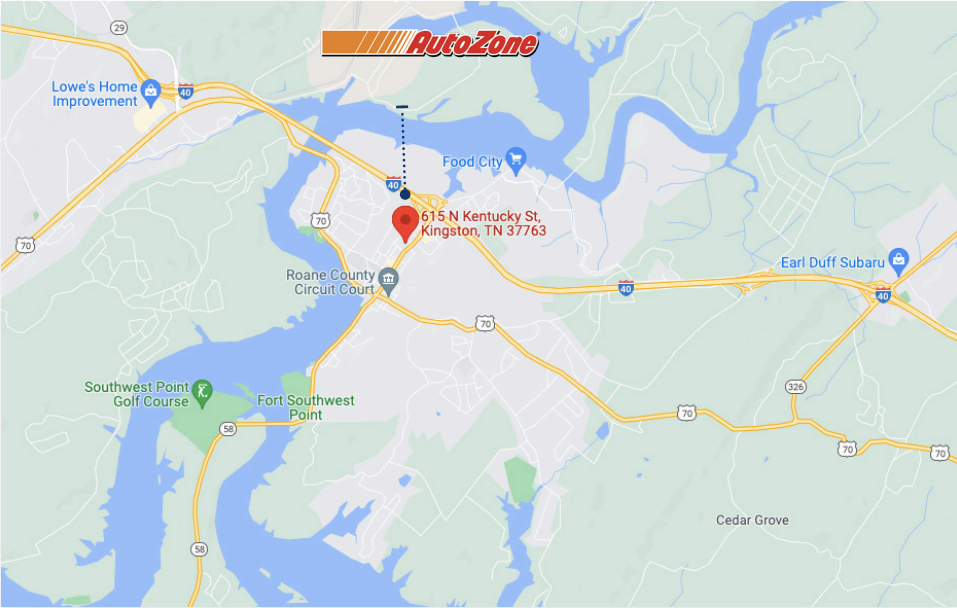 29
AutoZone
Lowe's Home
Improvement
40
Food City
40
70
615 N Kentucky St,
Kingston, TN 37763
70
Earl Duff Subaru
Roane County
Circuit Court
40
40
70
Southwest Point
Golf Course
326
Fort Southwest
Point
70
58
70
70
Cedar Grove
58